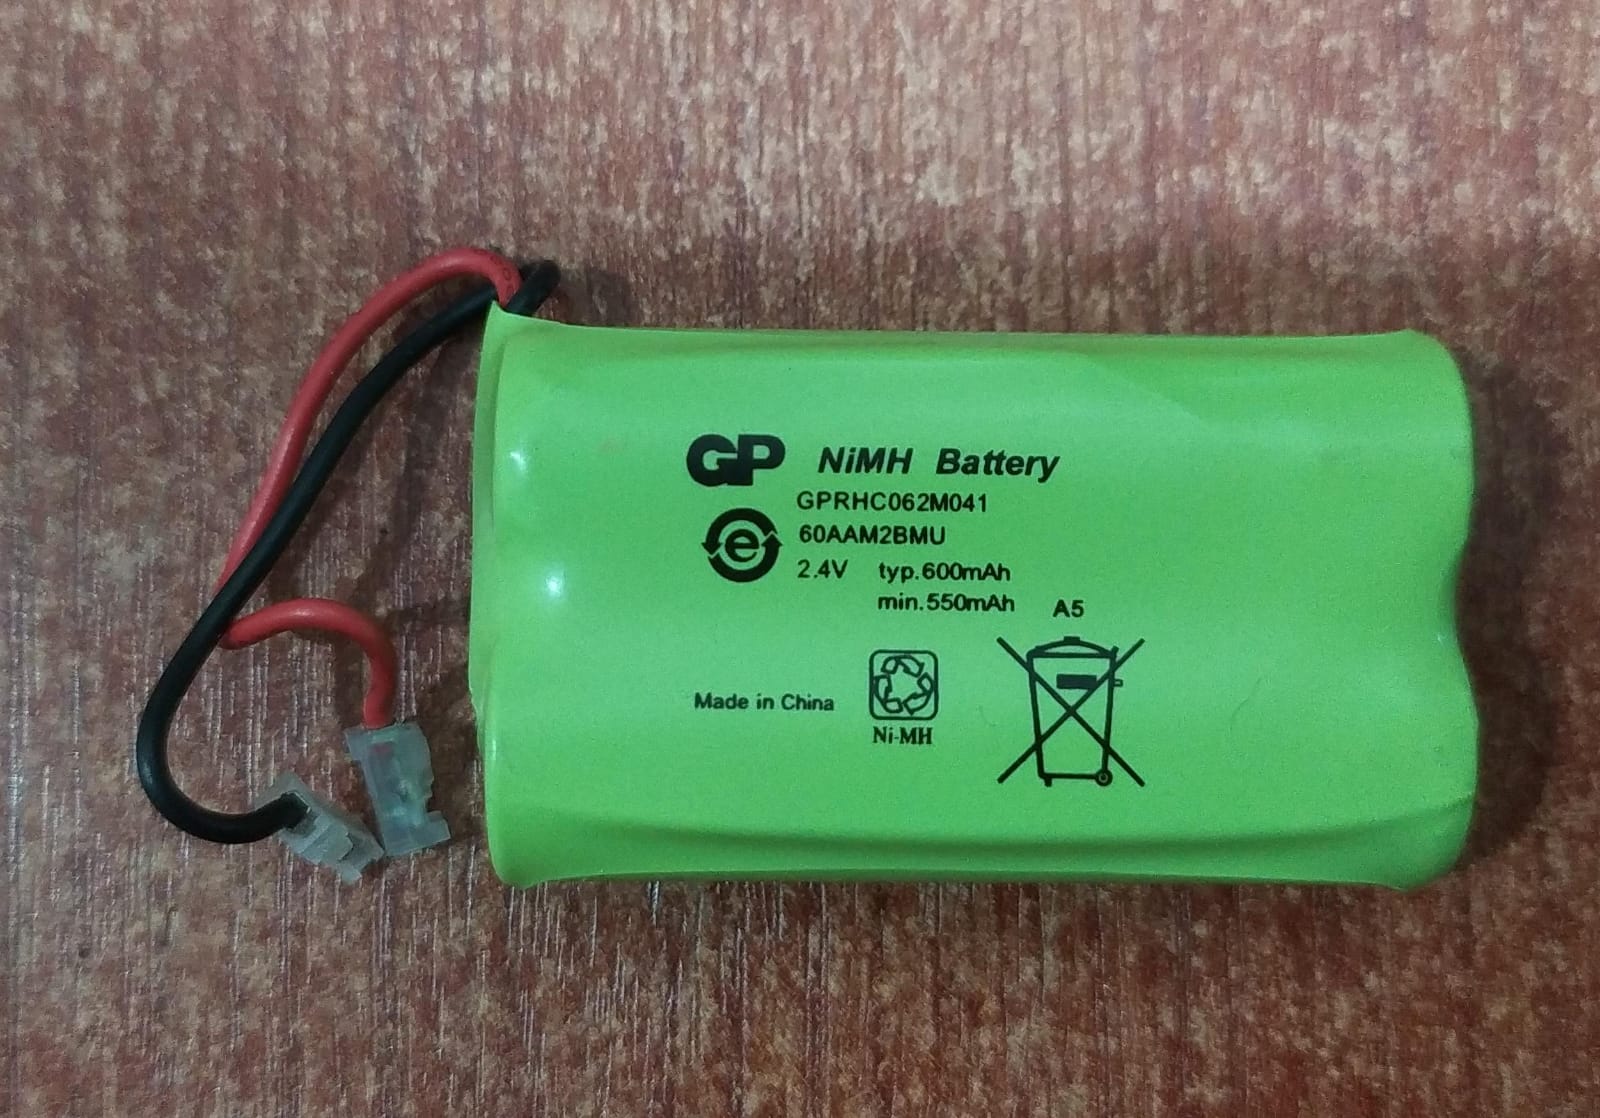 GP NiMH Battery
GPRHC062M041
e 60AAM2BMU
2.4V typ.600mAh
min.550mAh A5
Made in China
Ni-MH